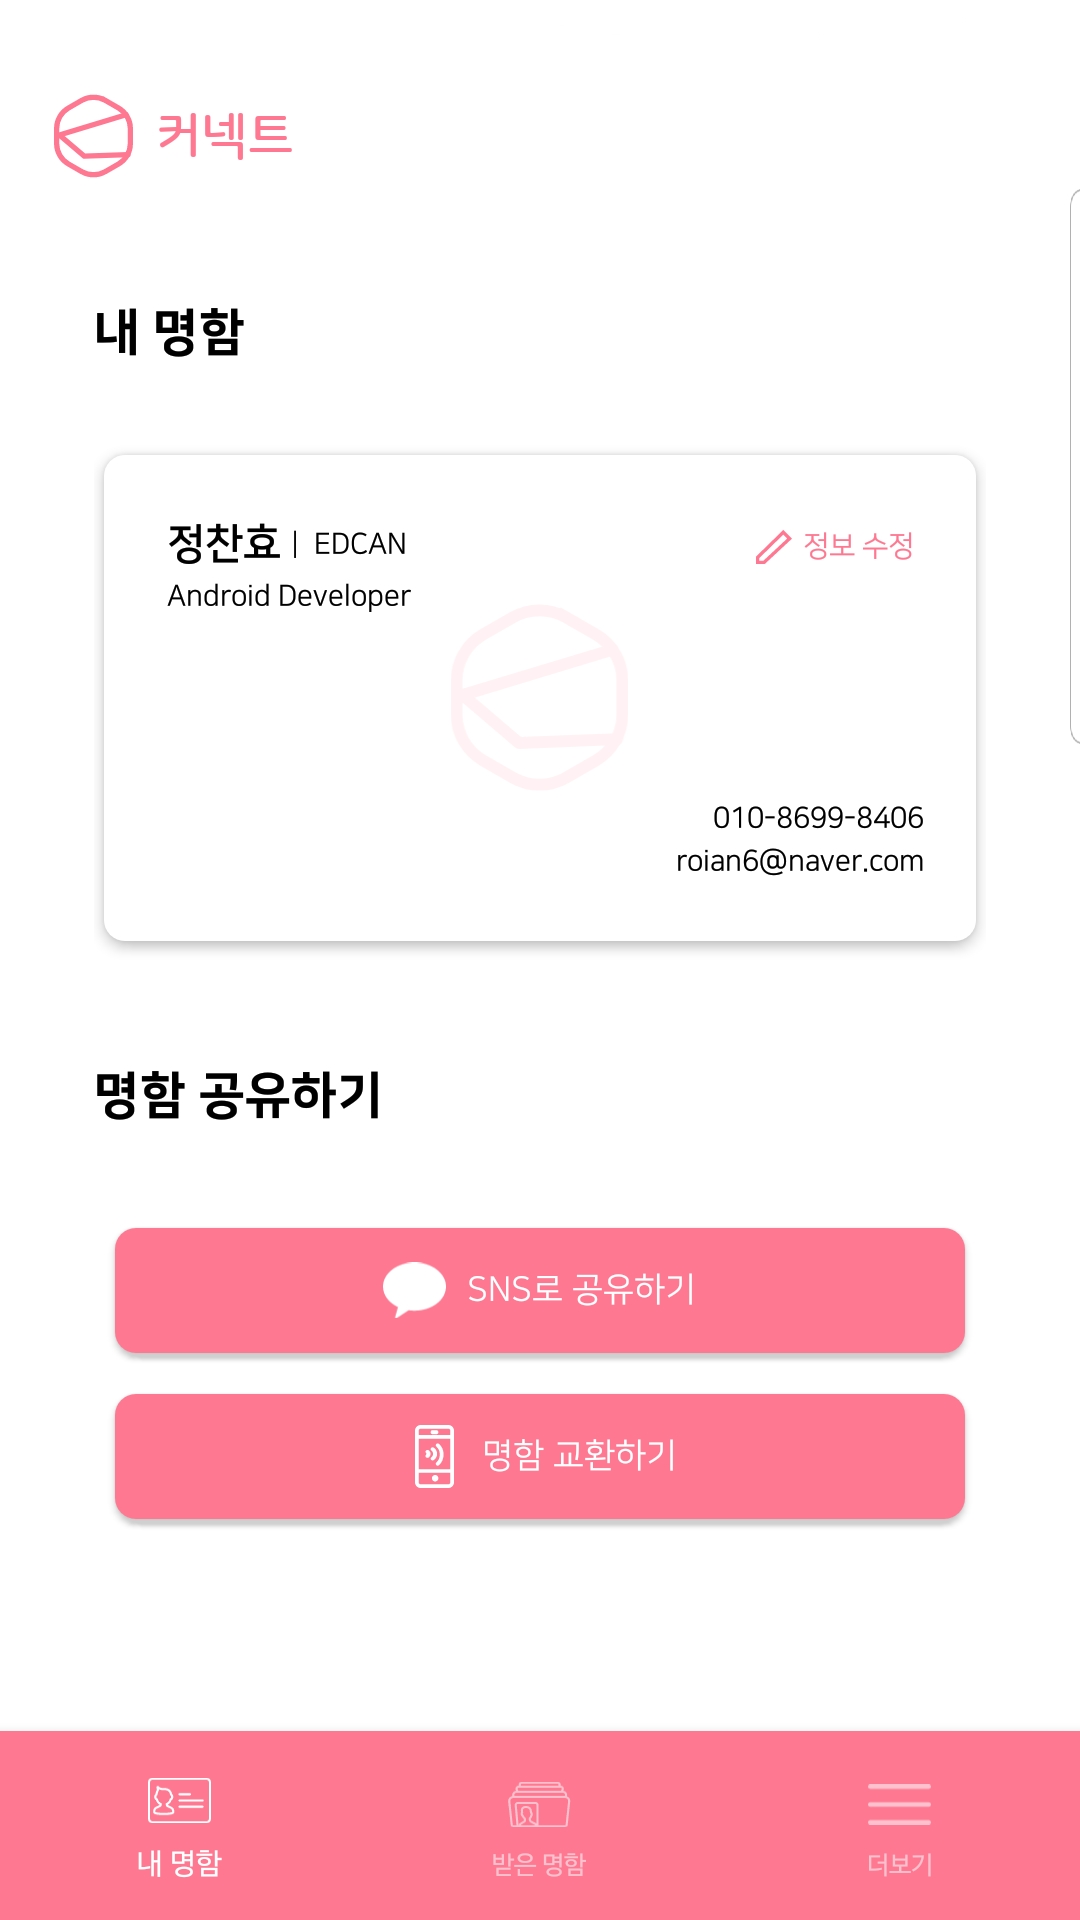 커넥트
내 명함
정찬효 | EDCAN
정보 수정
Android Developer
010-8699-8406
roian6@naver.com
명함 공유하기
SNS로 공유하기
명함 교환하기
내 명함
받은 명함
더보기